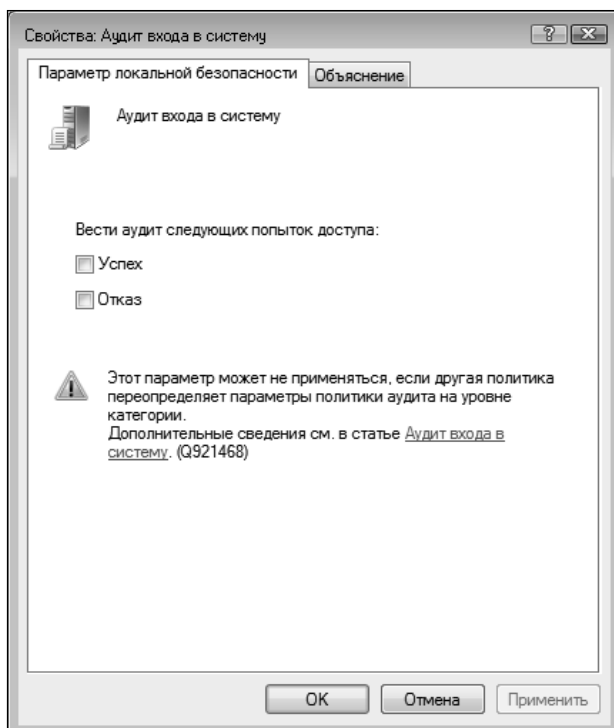 Свойства: Аудит входа в систему
Параметр локальной безопасности
Объяснение
Аудит входа в систему
Вести аудит следующих попыток доступа:
Успех
Отказ
Этот параметр может не применяться, если другая политика
переопределяет параметры политики аудита на уровне
категории.
Дополнительные сведения см. в статье Аудит входа в
систему. (Q921468)
OK
Отмена
Применить